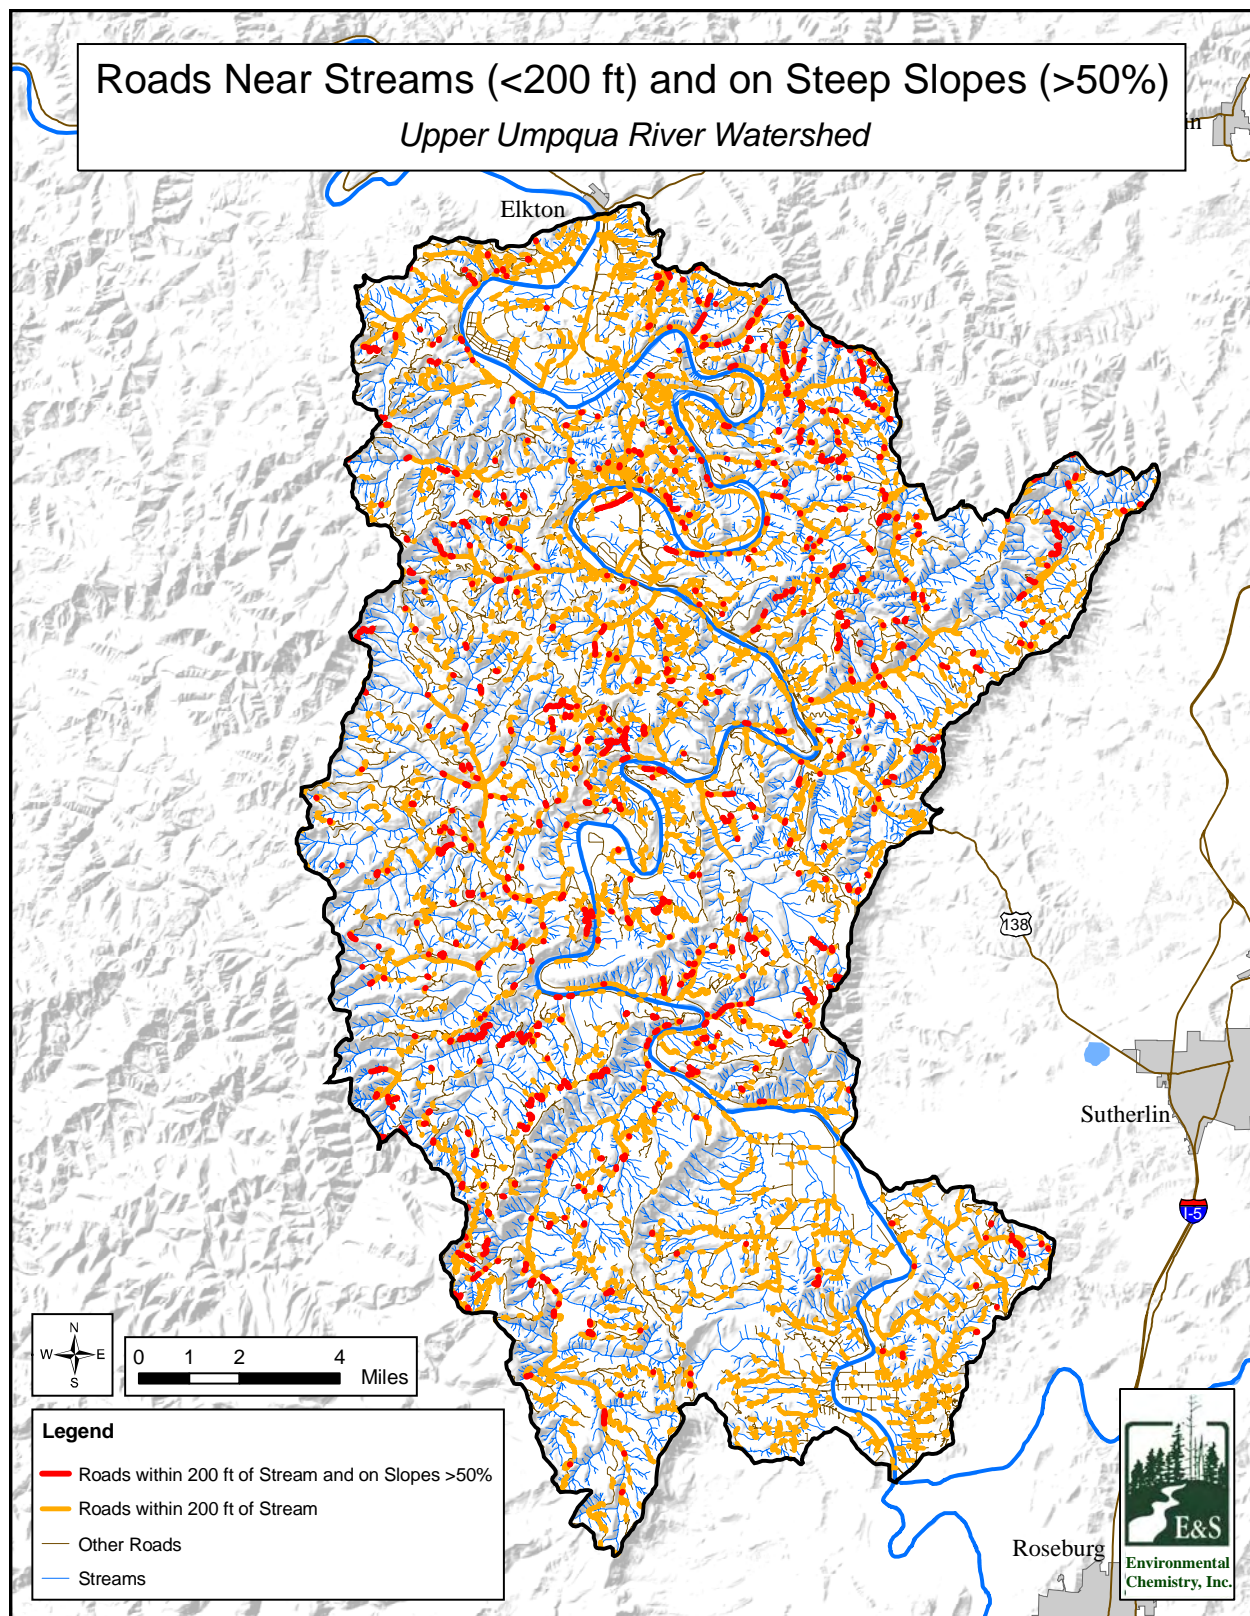 Roads Near Streams (<200 ft) and on Steep Slopes (>50%)
Upper Umpqua River Watershed
Elkton
138
Sutherlin
I-5
N
W E
S
0 1 2 4
Miles
Legend
Roads within 200 ft of Stream and on Slopes >50%
Roads within 200 ft of Stream
Other Roads
Streams
Roseburg
E&S
Environmental
Chemistry, Inc.